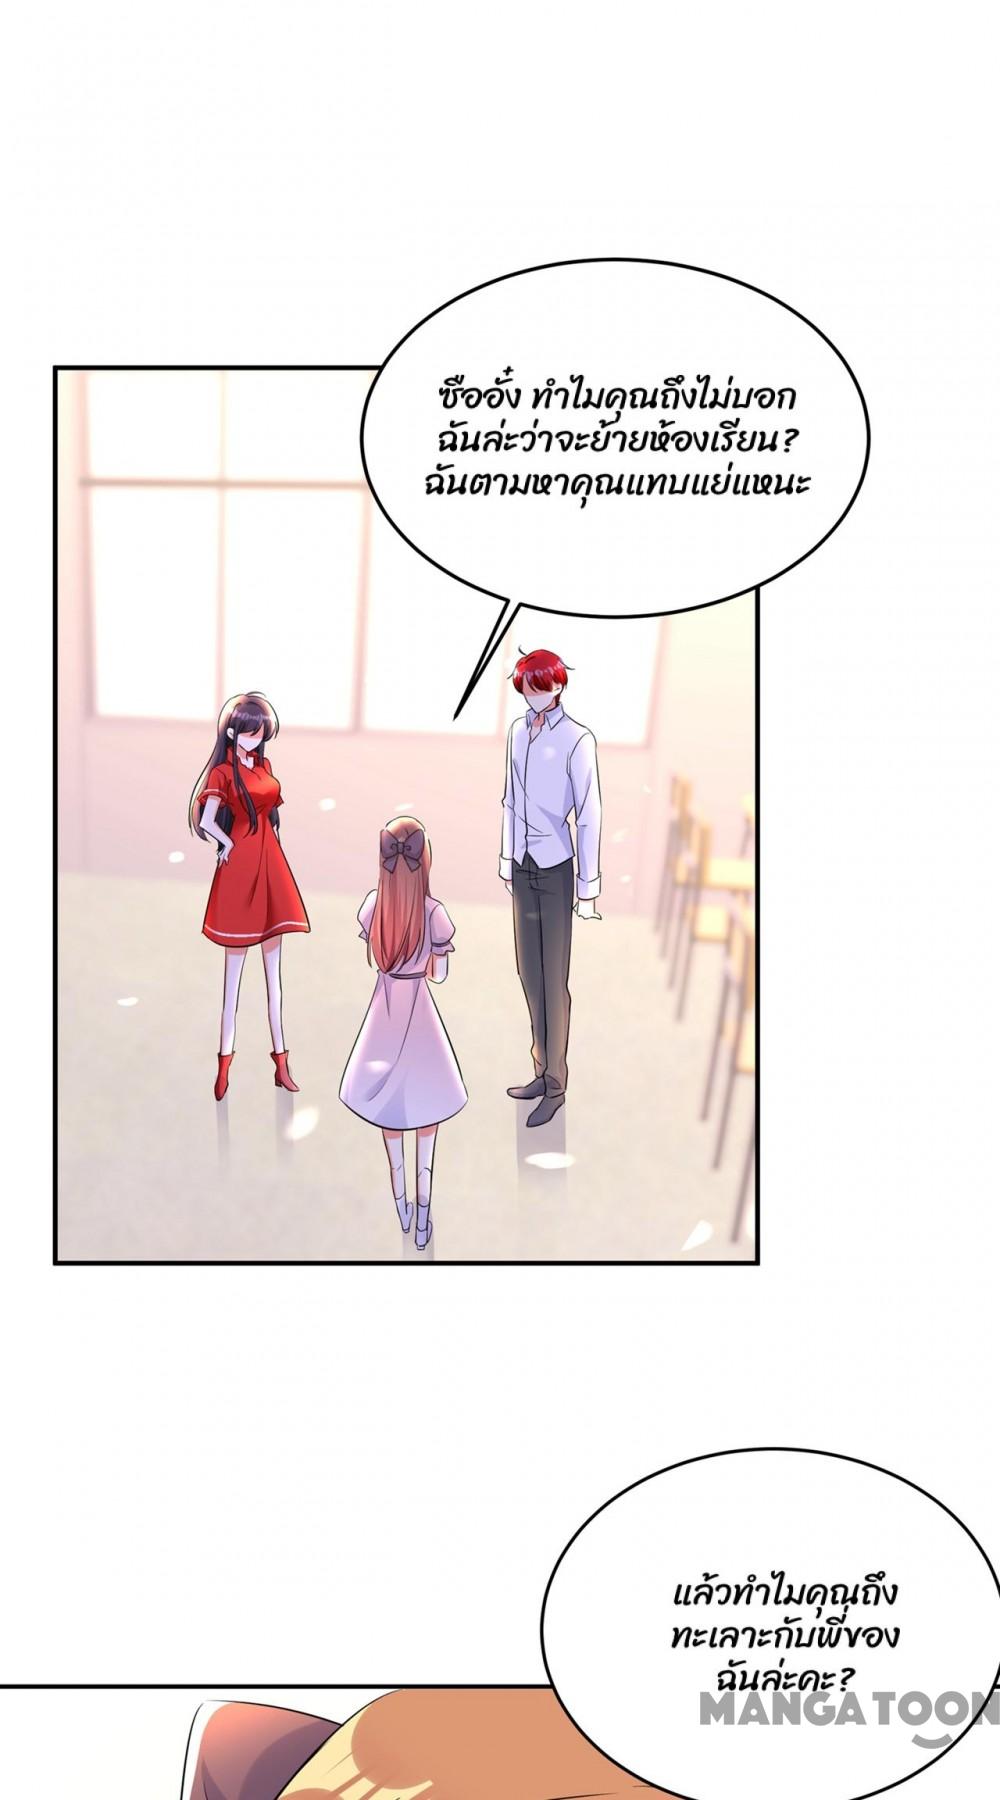 ซืออั๋ง ทำไมคุณถึงไม่บอก
ฉันล่ะว่าจะย้ายห้องเรียน?
ฉันตามหาคุณแทบแย่แหนะ
แล้วทำไมคุณถึง
ทะเลาะกับพี่ของ
ฉันล่ะคะ?
MANGATOON